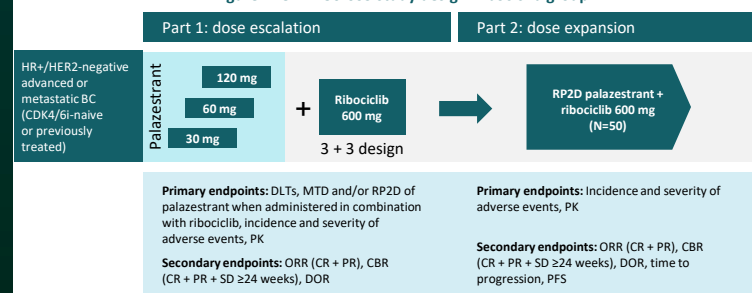 Part 1: dose escalation
Part 2: dose expansion
HR+/HER2-negative
advanced or
metastatic BC
(CDK4/6i-naive
or previously
treated)
Palazestrant
120 mg
60 mg
30 mg
+
Ribociclib
600 mg
3 + 3 design
RP2D palazestrant +
ribociclib 600 mg
(N=50)
Primary endpoints: DLTs, MTD and/or RP2D of
palazestrant when administered in combination
with ribociclib, incidence and severity of
adverse events, PK
Secondary endpoints: ORR (CR + PR), CBR
(CR + PR + SD ≥24 weeks), DOR
Primary endpoints: Incidence and severity of
adverse events, PK
Secondary endpoints: ORR (CR + PR), CBR
(CR + PR + SD ≥24 weeks), DOR, time to
progression, PFS